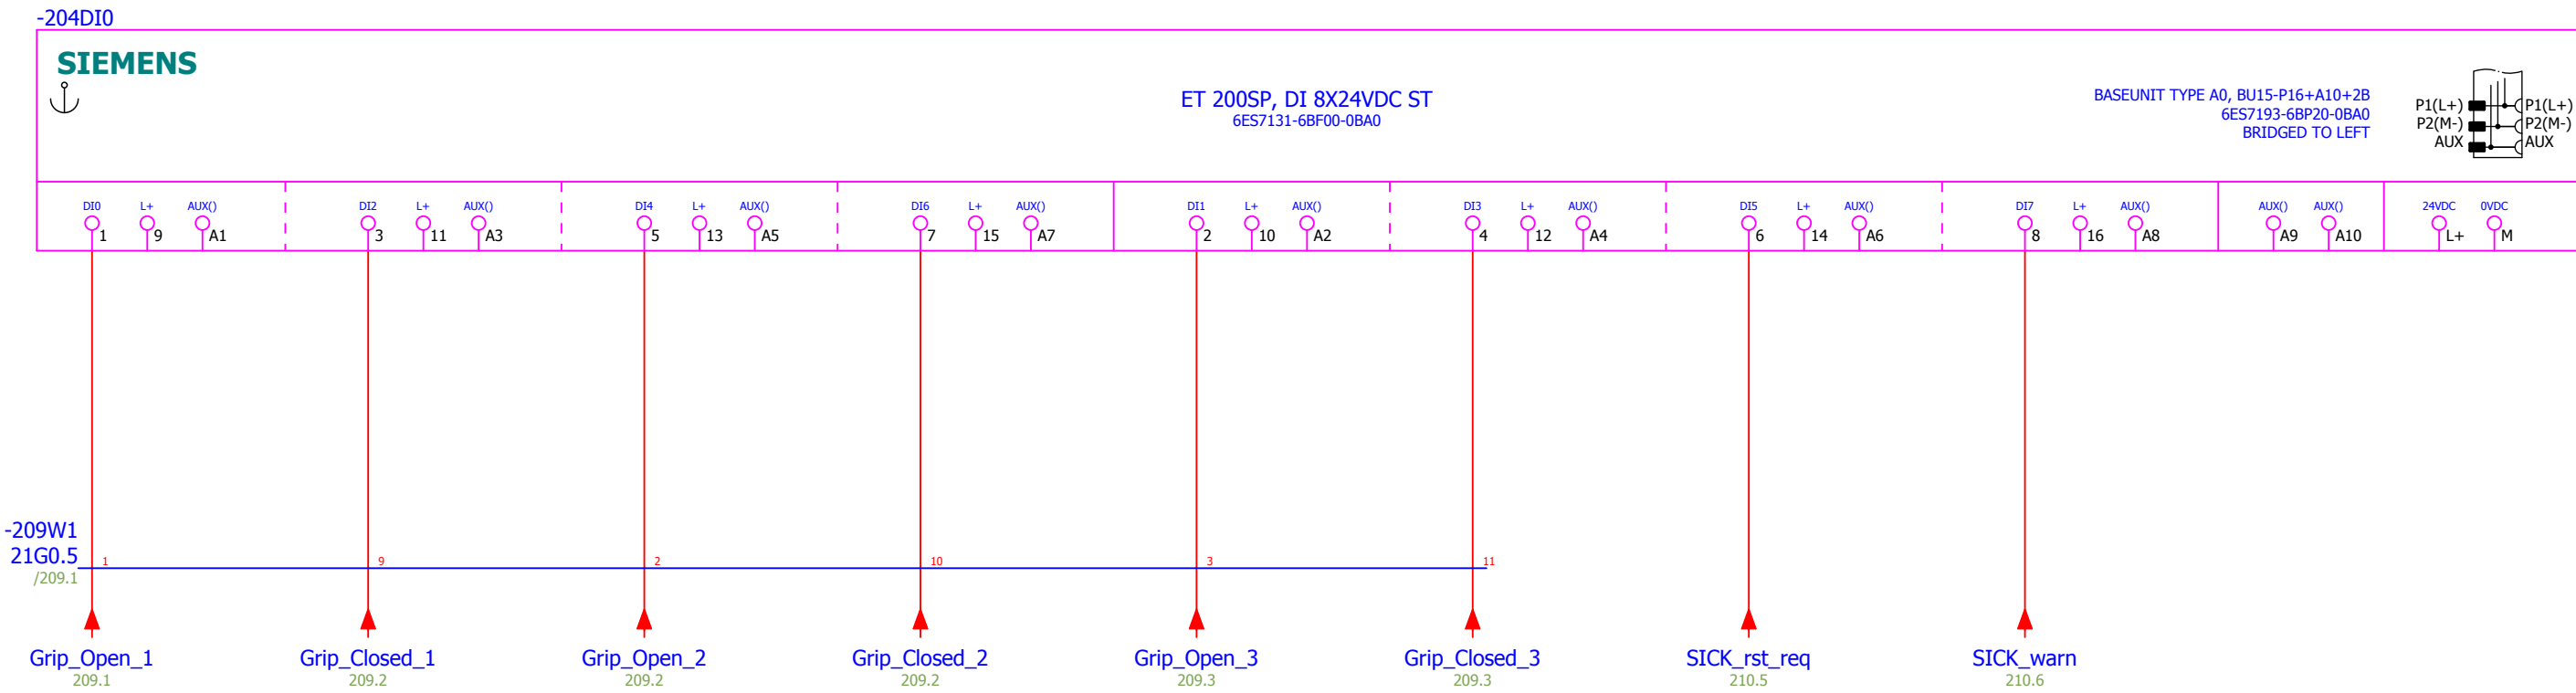 -204DI0
SIEMENS
ET 200SP, DI 8X24VDC ST
6ES7131-6BF00-0BA0
BASEUNIT TYPE A0, BU15-P16+A10+2B
6ES7193-6BP20-0BA0
BRIDGED TO LEFT
P1(L+) P1(L+)
P2(M-) P2(M-)
AUX AUX
DI0 L+ AUX() DI2 L+ AUX() DI4 L+ AUX() DI6 L+ AUX() DI1 L+ AUX() DI3 L+ AUX() DI5 L+ AUX() DI7 L+ AUX() AUX() AUX() 24VDC 0VDC
1 9 A1 3 11 A3 5 13 A5 7 15 A7 2 10 A2 4 12 A4 6 14 A6 8 16 A8 A9 A10 L+ M
-209W1
21G0.5
/209.1
1 9 2 10 3 11
Grip_Open_1 Grip_Closed_1 Grip_Open_2 Grip_Closed_2 Grip_Open_3 Grip_Closed_3 SICK_rst_req SICK_warn
209.1 209.2 209.2 209.2 209.3 209.3 210.5 210.6